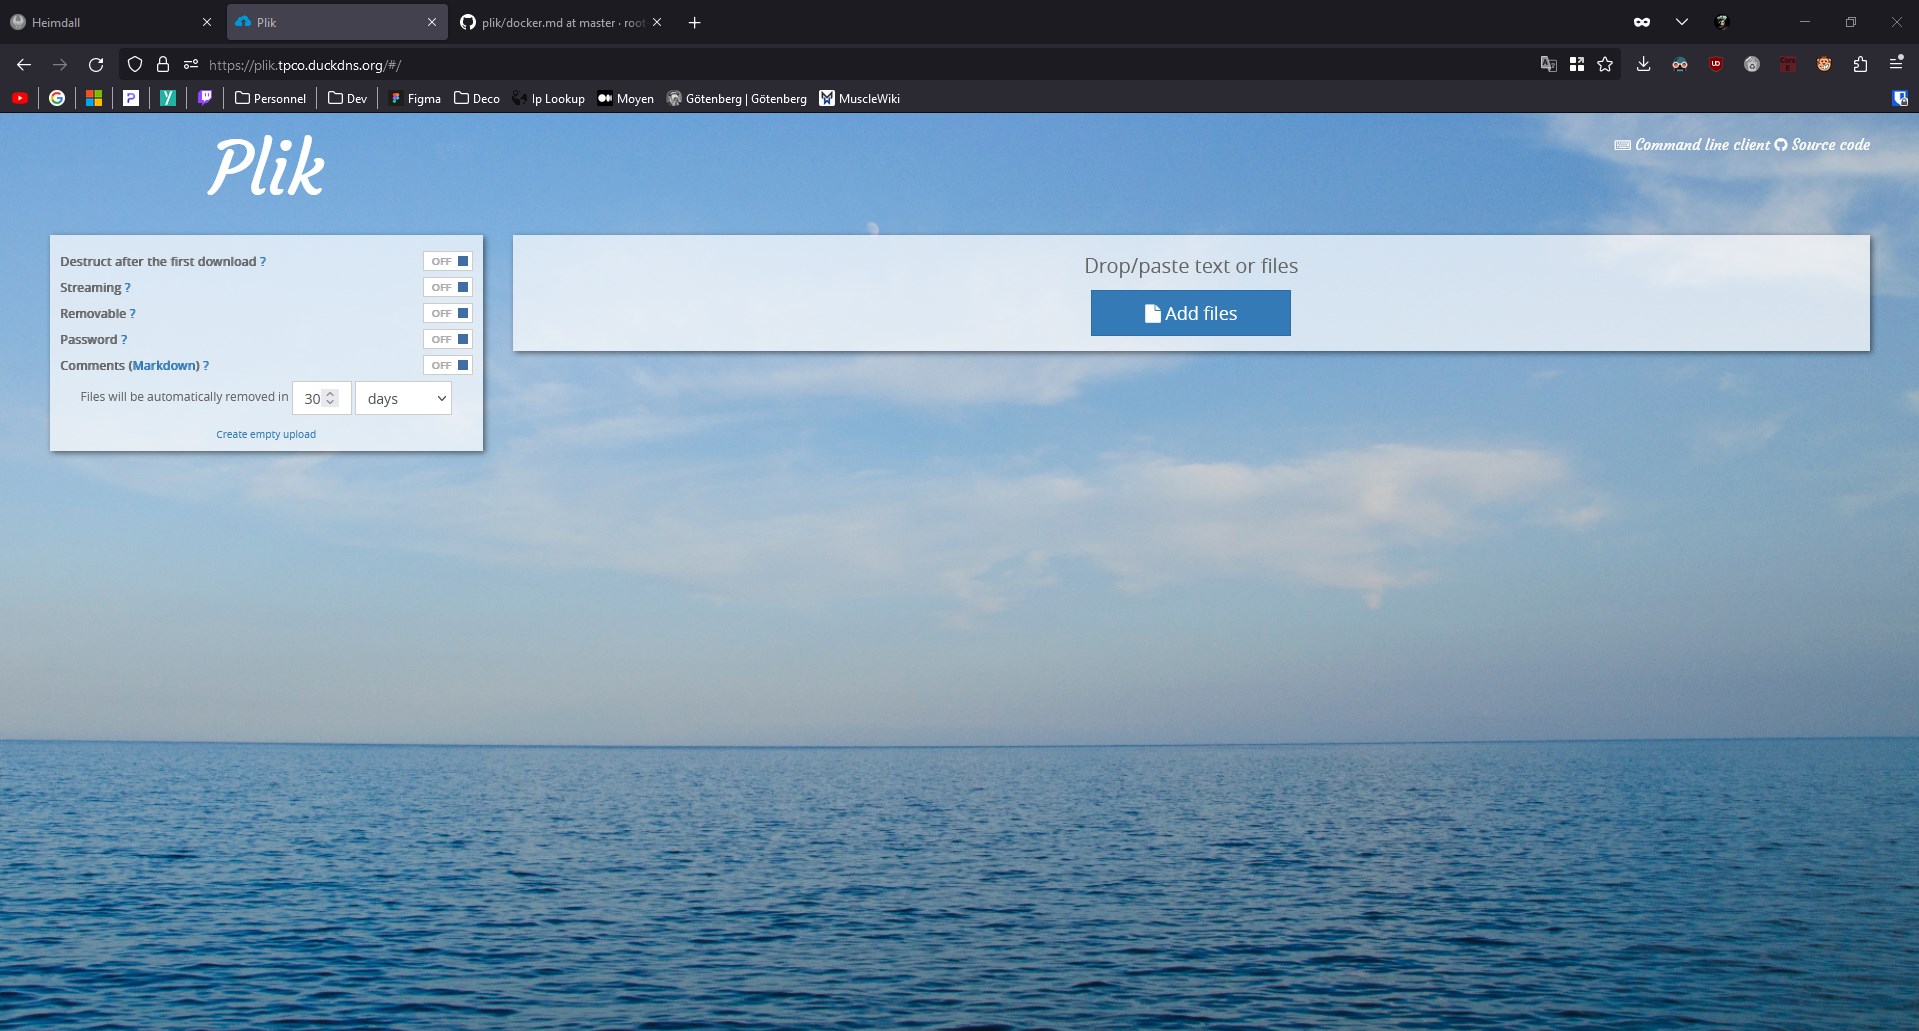 Heimdall
Plik
plik/docker.md at master · root
https://plik.tpco.duckdns.org/#/
Personnel
Dev
Figma
Deco
Ip Lookup
Moyen
Götenberg | Götenberg
MuscleWiki
Plik
Command line client
Source code
Destruct after the first download ?
OFF
Streaming ?
OFF
Removable ?
OFF
Password ?
OFF
Comments (Markdown) ?
OFF
Files will be automatically removed in 30 days
Create empty upload
Drop/paste text or files
Add files